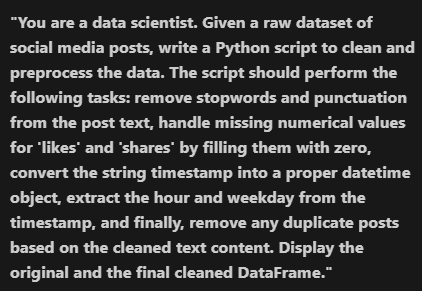 "You are a data scientist. Given a raw dataset of
social media posts, write a Python script to clean and
preprocess the data. The script should perform the
following tasks: remove stopwords and punctuation
from the post text, handle missing numerical values
for 'likes' and 'shares' by filling them with zero,
convert the string timestamp into a proper datetime
object, extract the hour and weekday from the
timestamp, and finally, remove any duplicate posts
based on the cleaned text content. Display the
original and the final cleaned DataFrame."